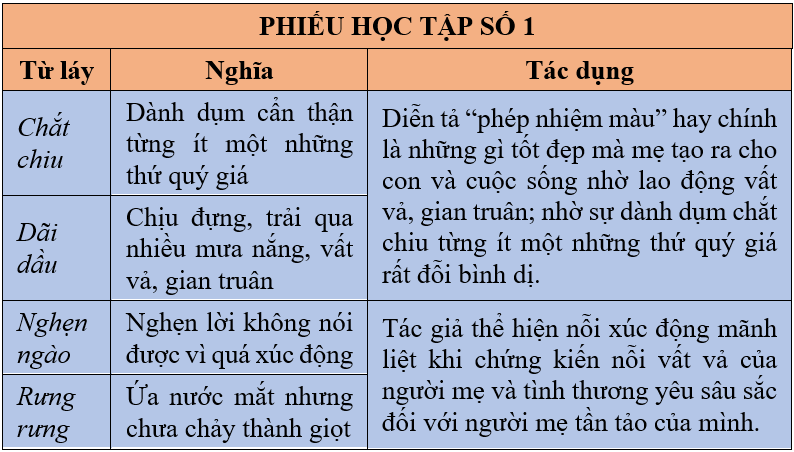 PHIẾU HỌC TẬP SỐ 1
Từ láy
Nghĩa
Tác dụng
Chắt
chiu
Dành dụm cẩn thận
từng ít một những
thứ quý giá
Diễn tả “phép nhiệm màu” hay chính
là những gì tốt đẹp mà mẹ tạo ra cho
con và cuộc sống nhờ lao động vất
vả, gian truân; nhờ sự dành dụm chắt
chiu từng ít một những thứ quý giá
rất đỗi bình dị.
Dãi
dầu
Chịu đựng, trải qua
nhiều mưa nắng, vất
vả, gian truân
Nghẹn
ngào
Nghẹn lời không nói
được vì quá xúc động
Tác giả thể hiện nỗi xúc động mãnh
liệt khi chứng kiến nỗi vất vả của
người mẹ và tình thương yêu sâu sắc
đối với người mẹ tần tảo của mình.
Rưng
rưng
Ứa nước mắt nhưng
chưa chảy thành giọt